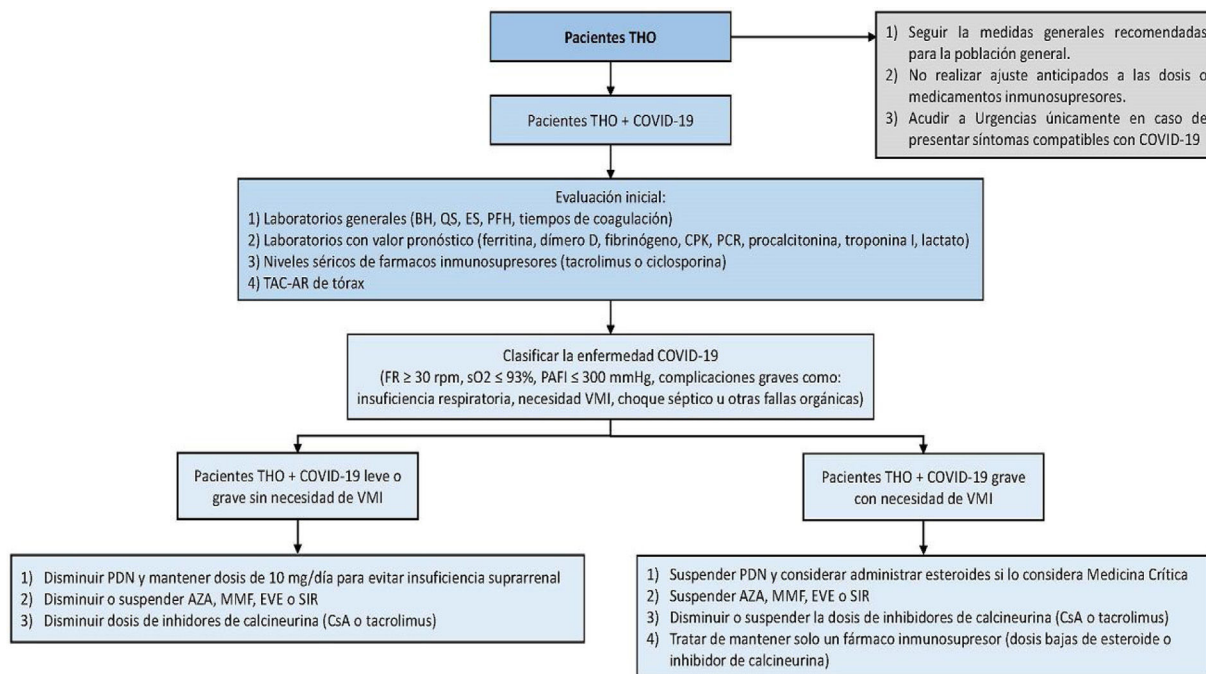 Pacientes THO
1) Seguir la medidas generales recomendadas
para la población general.
2) No realizar ajuste anticipados a las dosis o
medicamentos inmunosupresores.
3) Acudir a Urgencias únicamente en caso de
presentar síntomas compatibles con COVID-19
Pacientes THO + COVID-19
Evaluación inicial:
1) Laboratorios generales (BH, QS, ES, PFH, tiempos de coagulación)
2) Laboratorios con valor pronóstico (ferritina, dímero D, fibrinógeno, CPK, PCR, procalcitonina, troponina I, lactato)
3) Niveles séricos de farmacos inmunosupresores (tacrolimus o ciclosporina)
4) TAC-AR de tórax
Clasificar la enfermedad COVID-19
(FR ≥ 30 rpm, sO2 ≤ 93%, PAFI ≤ 300 mmHg, complicaciones graves como:
insuficiencia respiratoria, necesidad VMI, choque séptico u otras fallas orgánicas)
Pacientes THO + COVID-19 leve o
grave sin necesidad de VMI
Pacientes THO + COVID-19 grave
con necesidad de VMI
1) Disminuir PDN y mantener dosis de 10 mg/día para evitar insuficiencia suprarrenal
2) Disminuir o suspender AZA, MMF, EVE o SIR
3) Disminuir dosis de inhibidores de calcineurina (CsA o tacrolimus)
1) Suspender PDN y considerar administrar esteroides si lo considera Medicina Crítica
2) Suspender AZA, MMF, EVE o SIR
3) Disminuir o suspender la dosis de inhibidores de calcineurina (CsA o tacrolimus)
4) Tratar de mantener solo un fármaco inmunosupresor (dosis bajas de esteroide o
inhibidor de calcineurina)